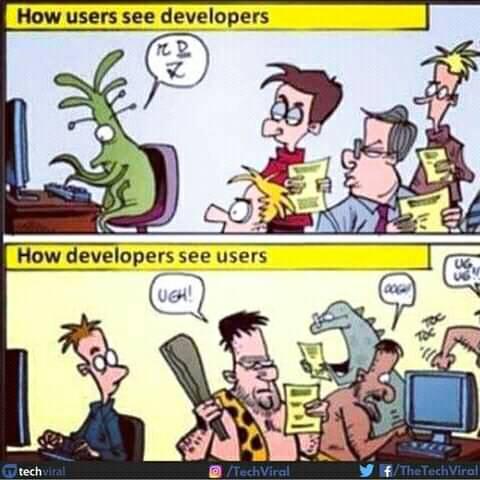 How users see developers
How developers see users
UGH!
OOGH!
UG
UG!!
TOC
TOC
techviral
/TechViral
/TheTechViral